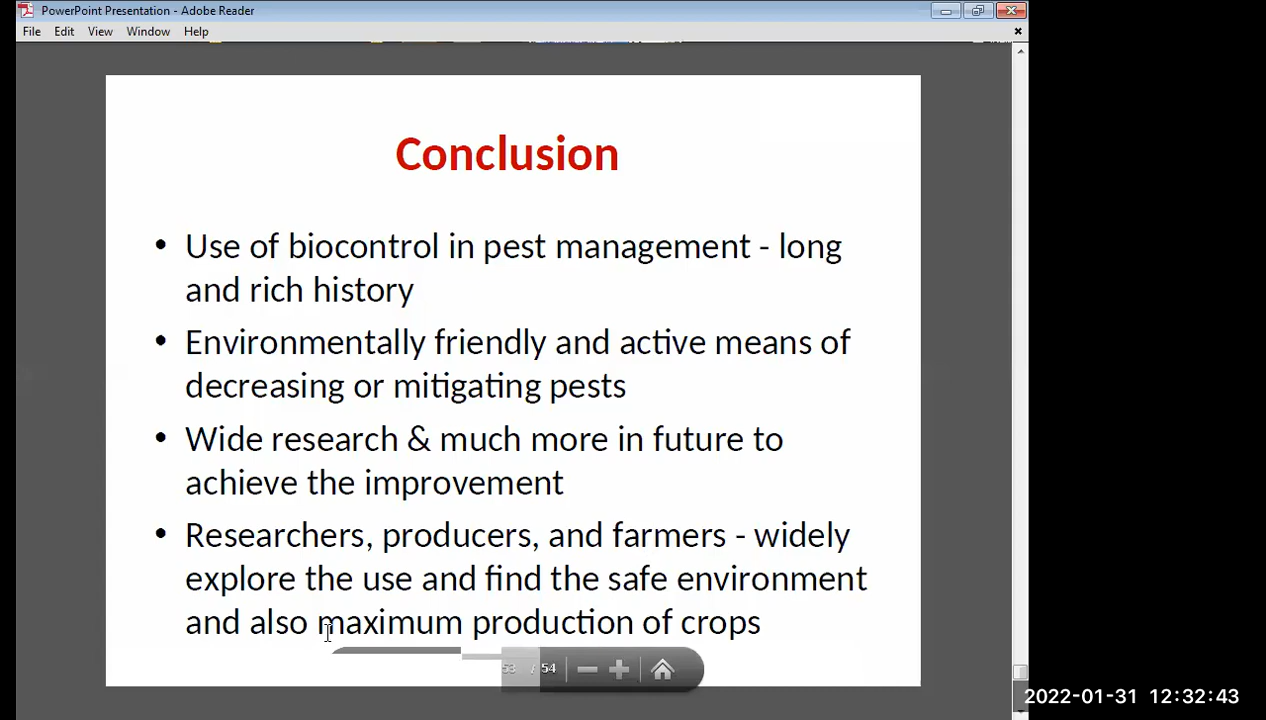 PowerPoint Presentation - Adobe Reader
File Edit View Window Help
Conclusion
• Use of biocontrol in pest management - long
and rich history
• Environmentally friendly and active means of
decreasing or mitigating pests
• Wide research & much more in future to
achieve the improvement
• Researchers, producers, and farmers - widely
explore the use and find the safe environment
and also maximum production of crops
53 / 54
2022-01-31 12:32:43